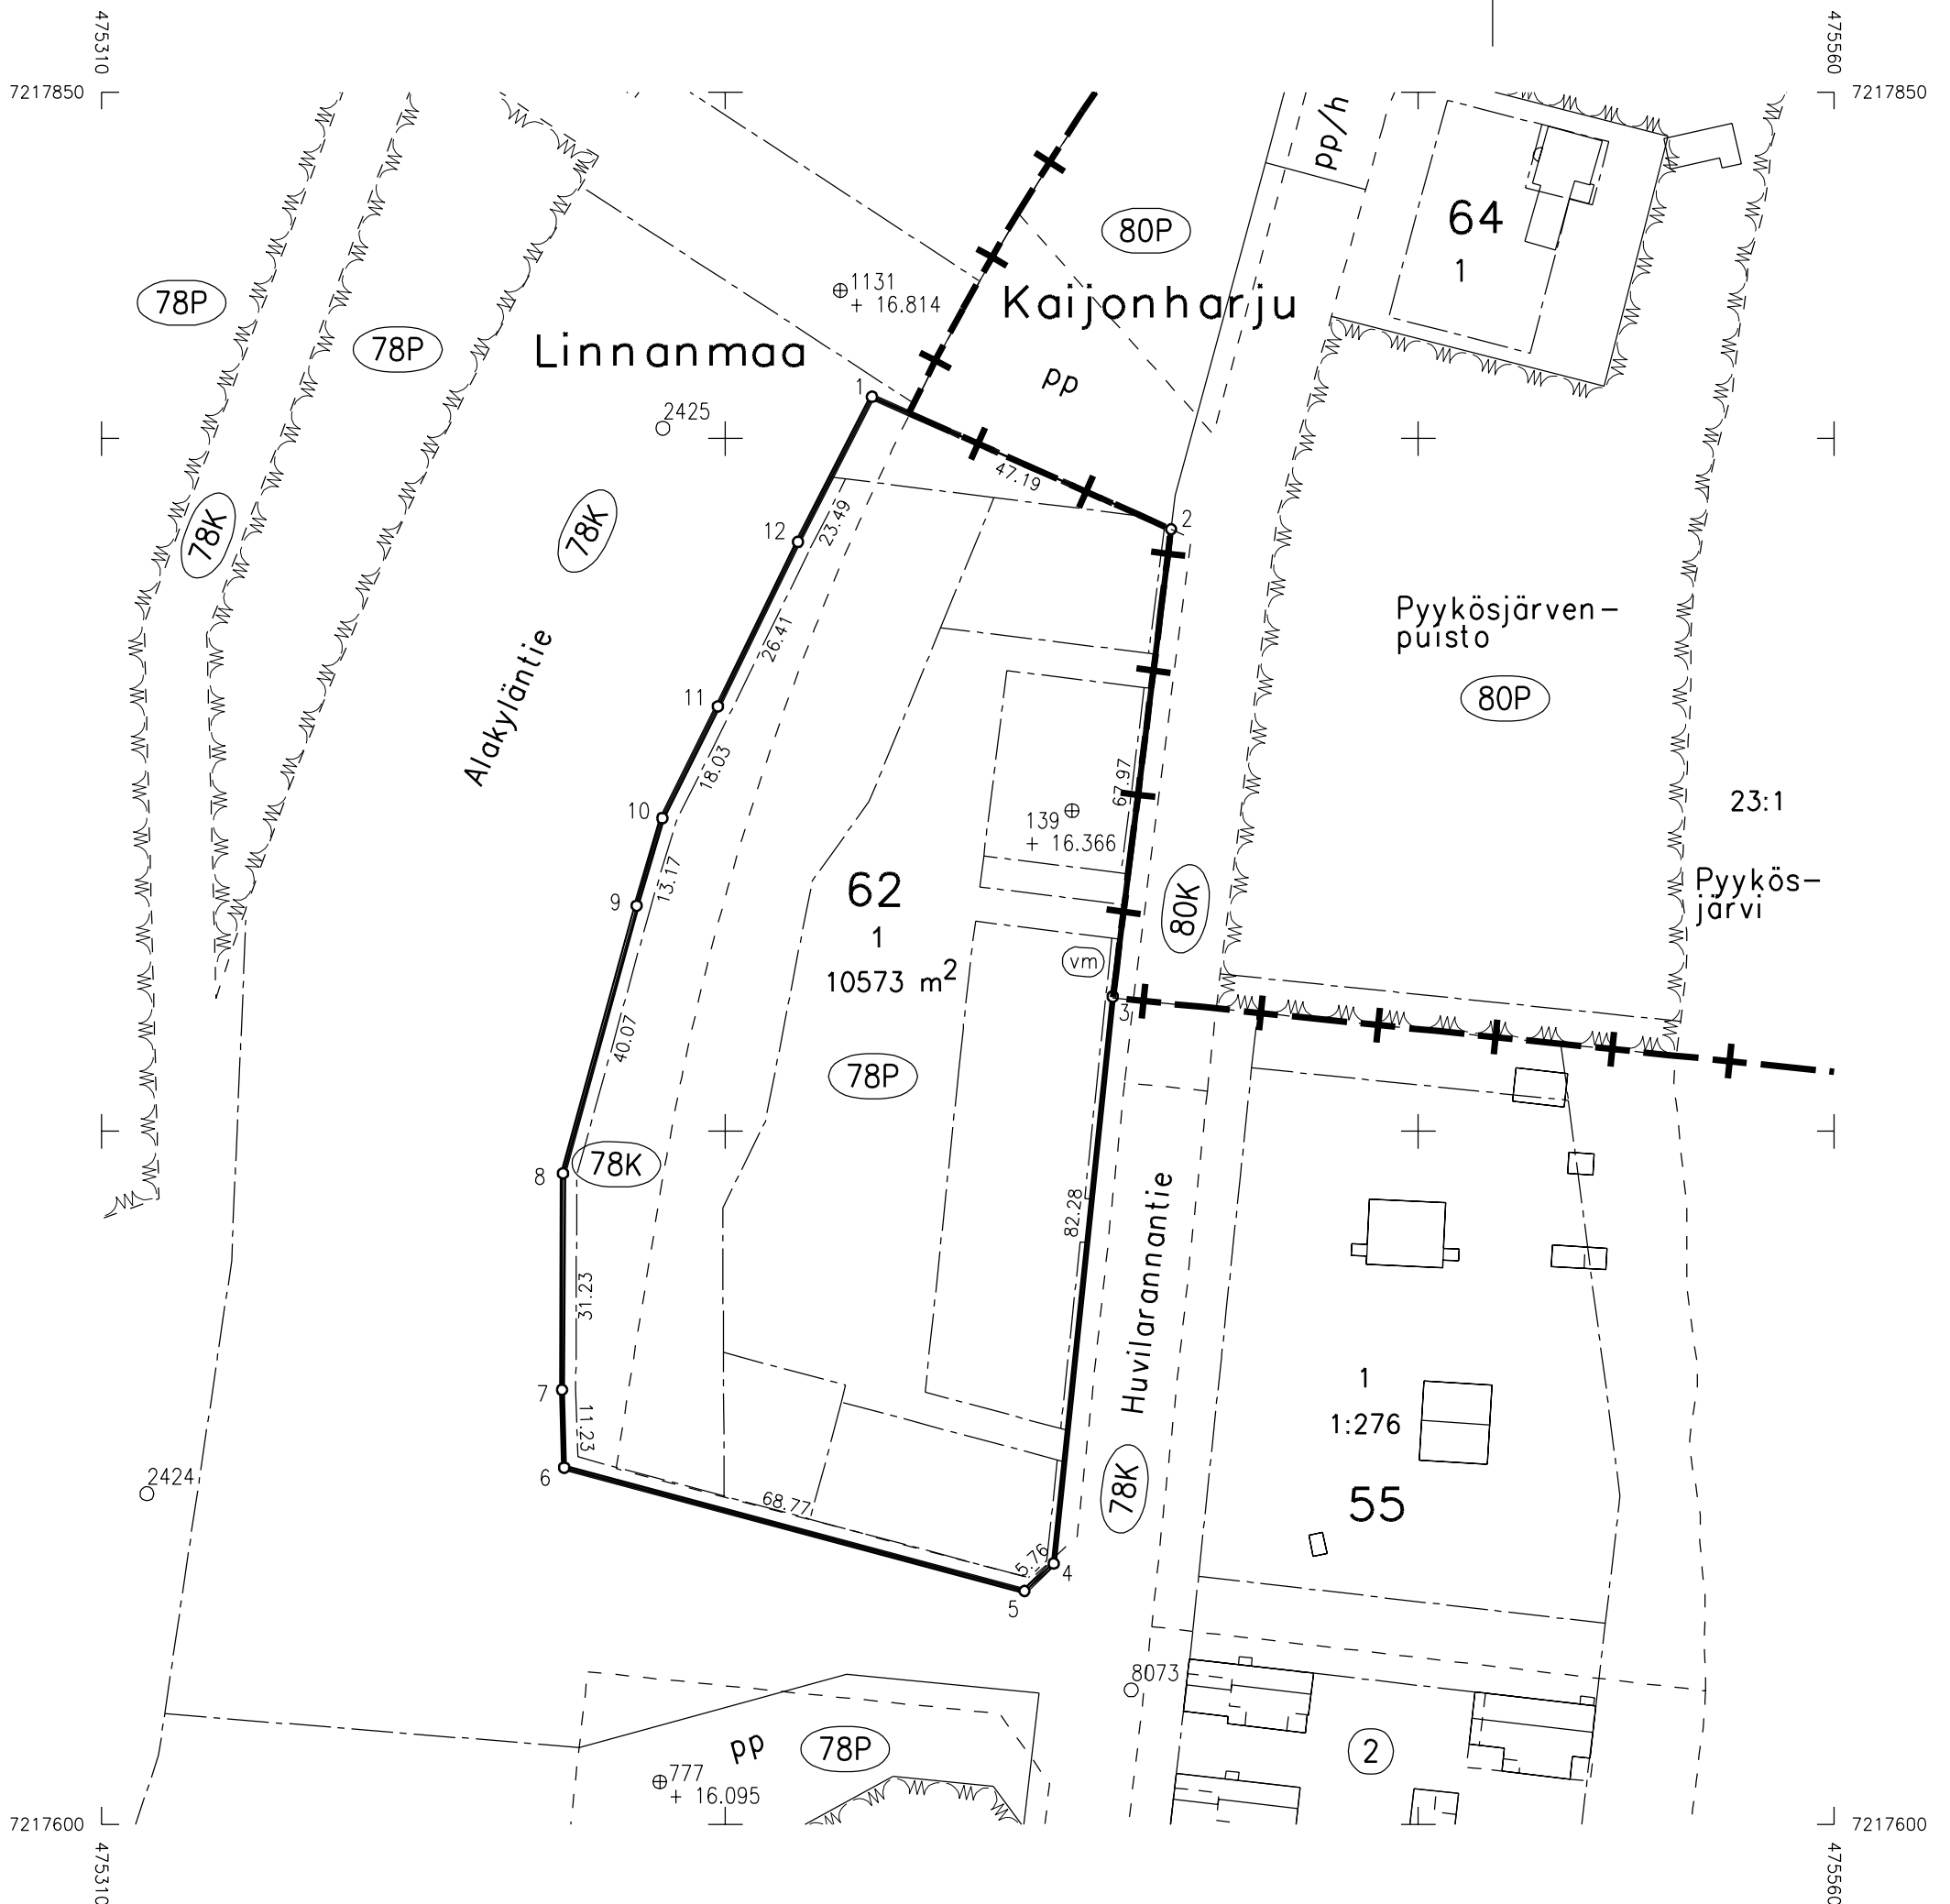 475310
475560
7217850
7217850
pp/h
64
1
80P
78P
1131
+ 16.814
Kaijonharju
78P
Linnanmaa
pp
1
2425
47.19
2
12
23.49
78K
78K
Pyykösjärven-
puisto
26.41
Alakyläntie
11
80P
18.03
67.97
23:1
10
139
+ 16.366
13.17
62
Pyykös-
järvi
9
80K
1
vm
10573 m2
3
40.07
78P
78K
8
82.28
Huvilarannantie
31.23
1
7
1:276
11.23
6
2424
78K
55
68.77
5.76
4
5
8073
pp
78P
2
777
+ 16.095
7217600
7217600
475310
475560